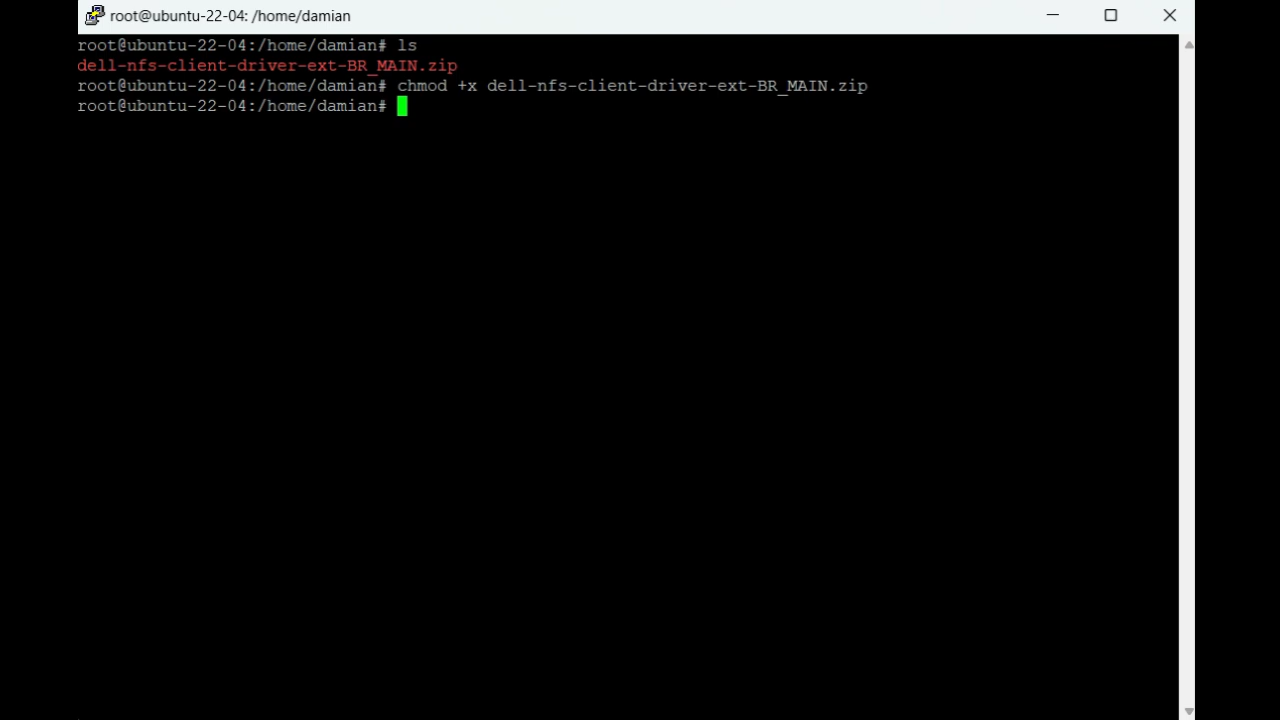 root@ubuntu-22-04: /home/damian
root@ubuntu-22-04:/home/damian# ls
dell-nfs-client-driver-ext-BR_MAIN.zip
root@ubuntu-22-04:/home/damian# chmod +x dell-nfs-client-driver-ext-BR_MAIN.zip
root@ubuntu-22-04:/home/damian#